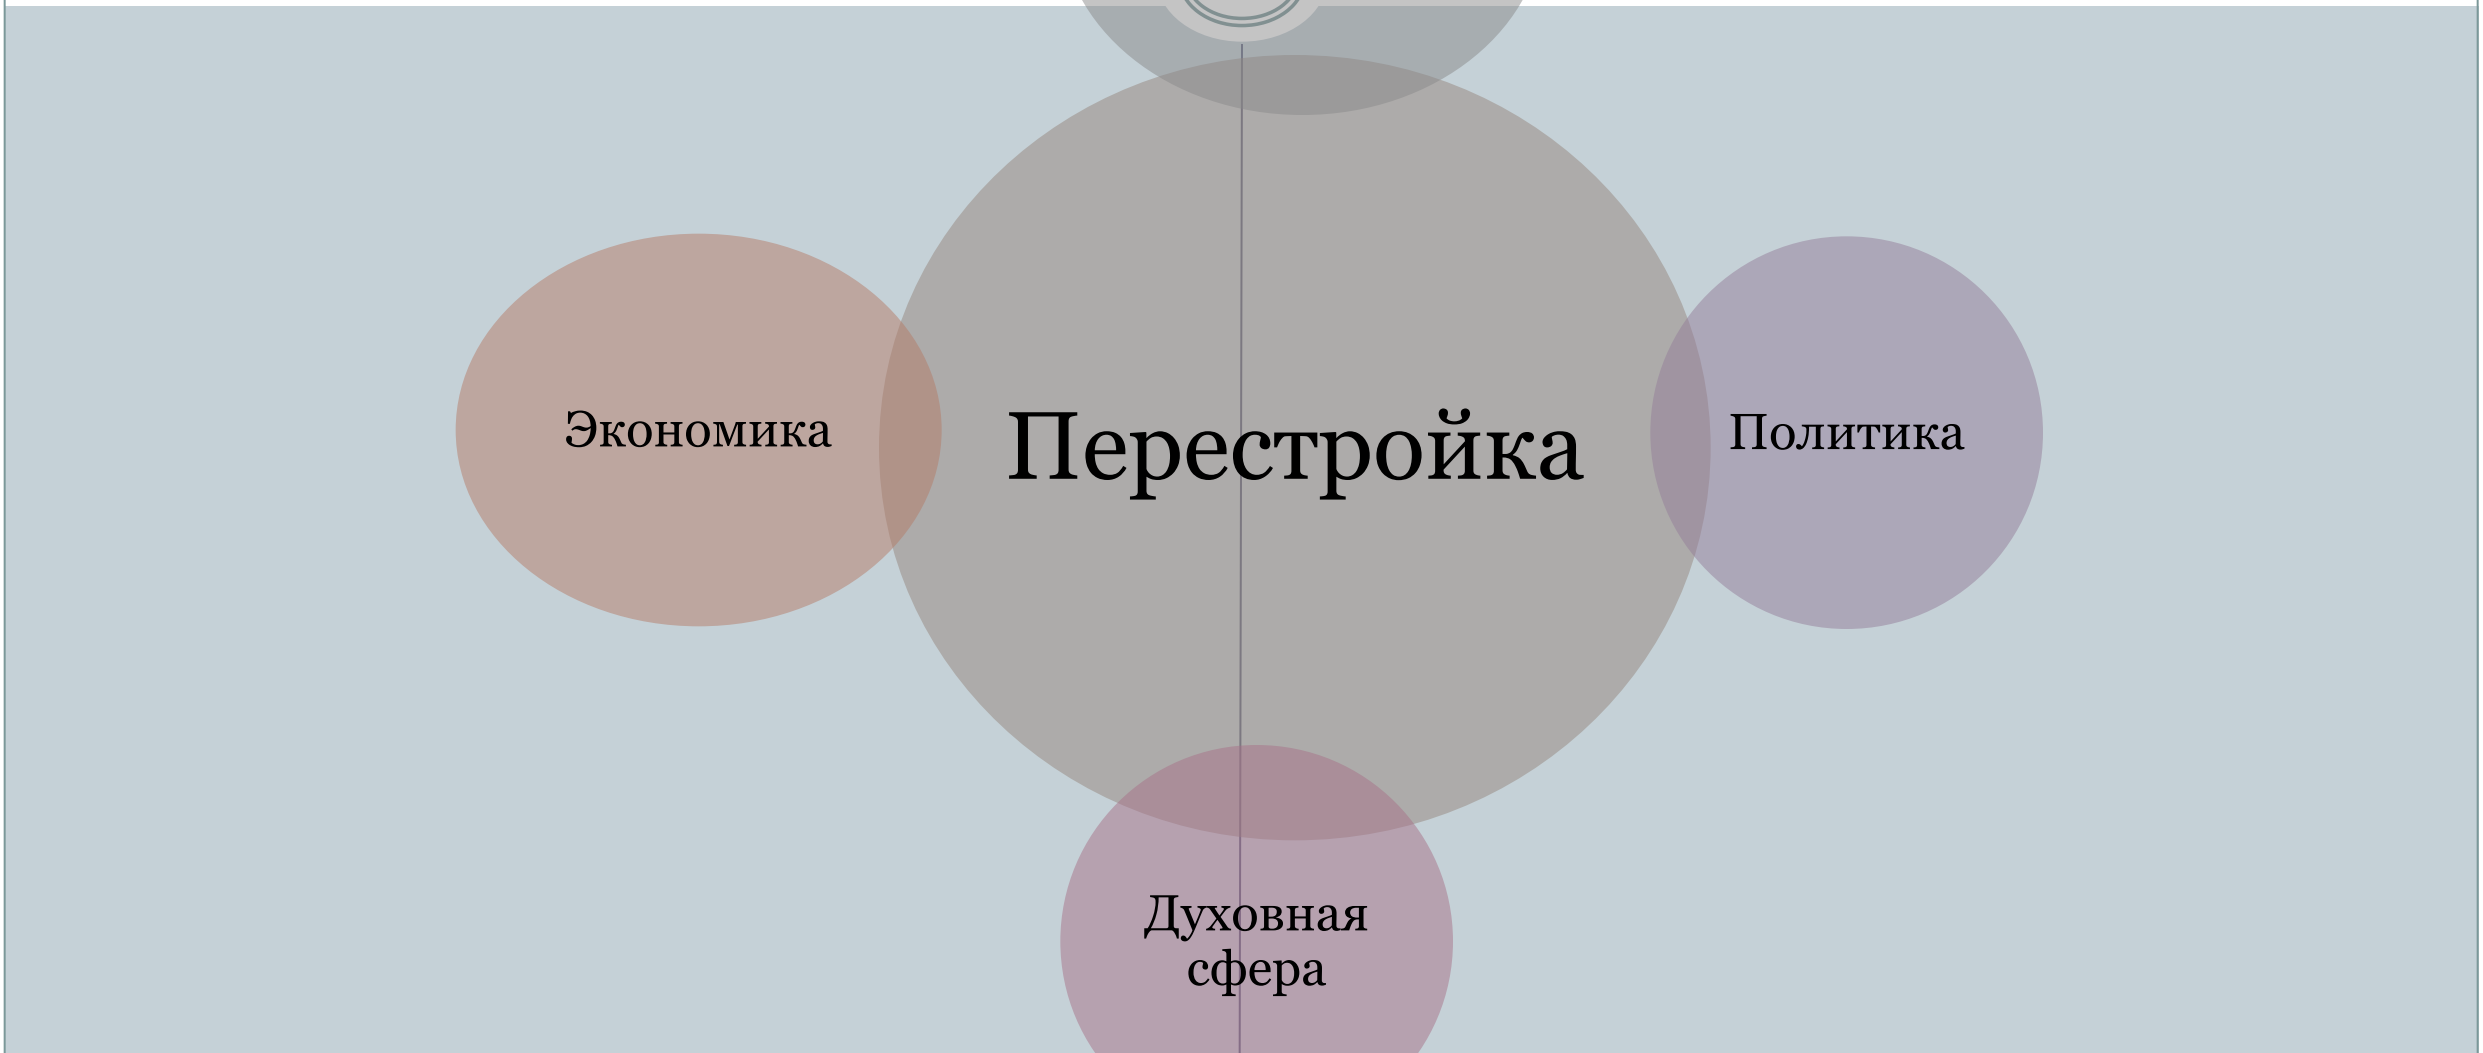 Экономика
Перестройка
Политика
Духовная
сфера